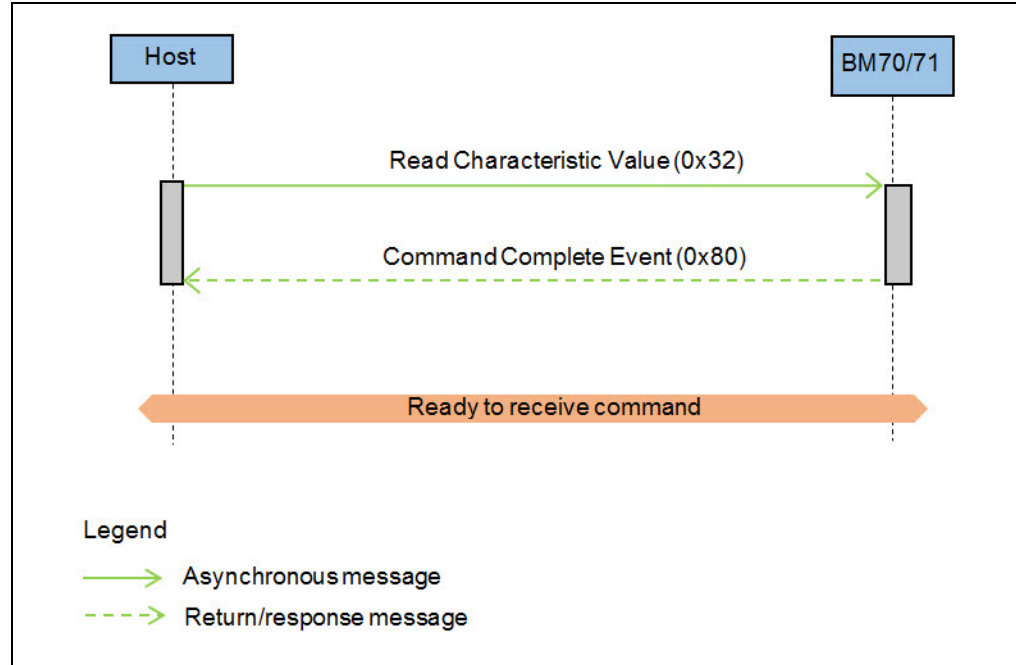 Host
BM70/71
Read Characteristic Value (0x32)
Command Complete Event (0x80)
Ready to receive command
Legend
Asynchronous message
Return/response message